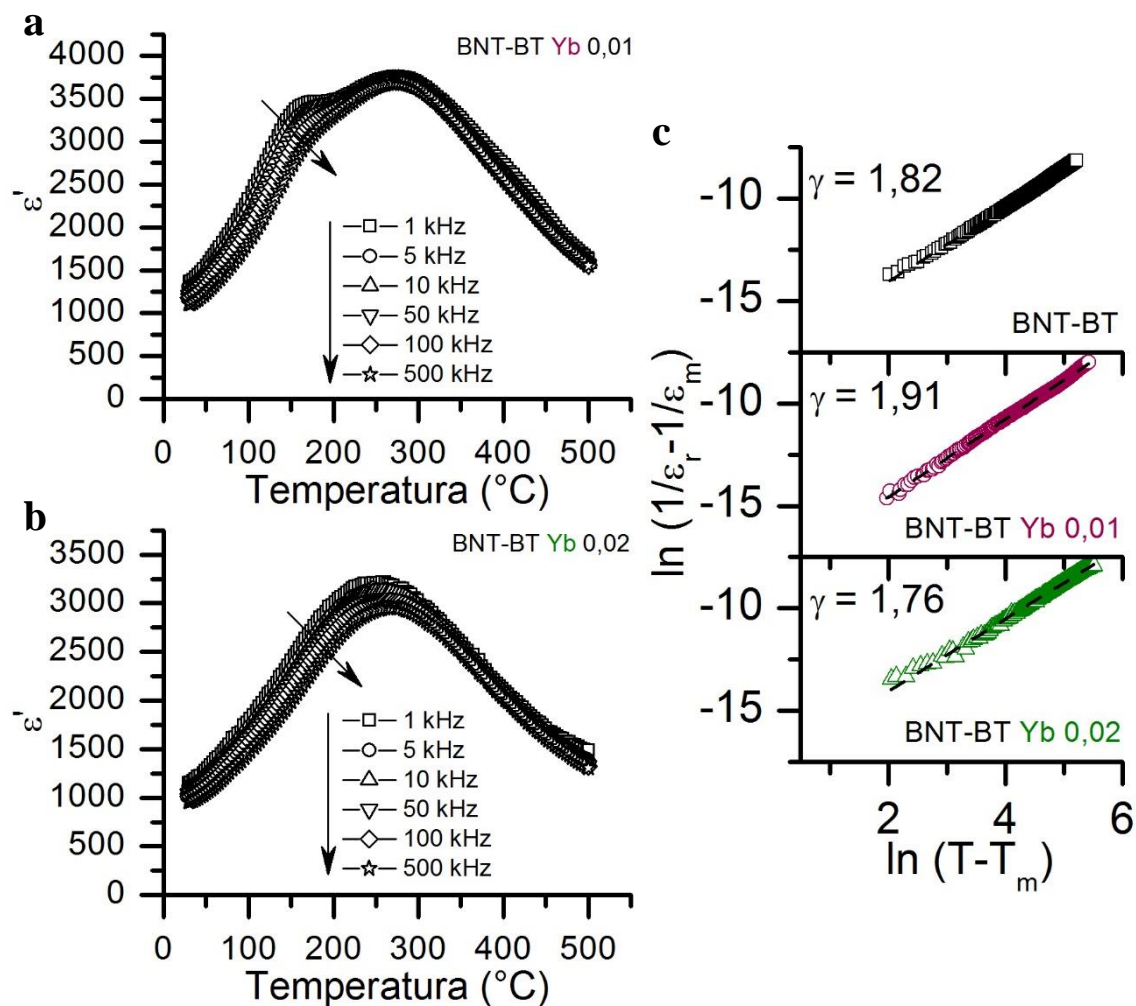 a
BNT-BT Yb 0,01
4000
3500
3000
2500
2000
1500
1000
500
0
ε'
1 kHz
5 kHz
10 kHz
50 kHz
100 kHz
500 kHz
0 100 200 300 400 500
Temperatura (°C)
b
BNT-BT Yb 0,02
3500
3000
2500
2000
1500
1000
500
0
ε'
1 kHz
5 kHz
10 kHz
50 kHz
100 kHz
500 kHz
0 100 200 300 400 500
Temperatura (°C)
c
ln (1/εr-1/εm)
-10
-15
γ = 1,82
BNT-BT
-10
-15
γ = 1,91
BNT-BT Yb 0,01
-10
-15
γ = 1,76
BNT-BT Yb 0,02
2 4 6
ln (T-Tm)